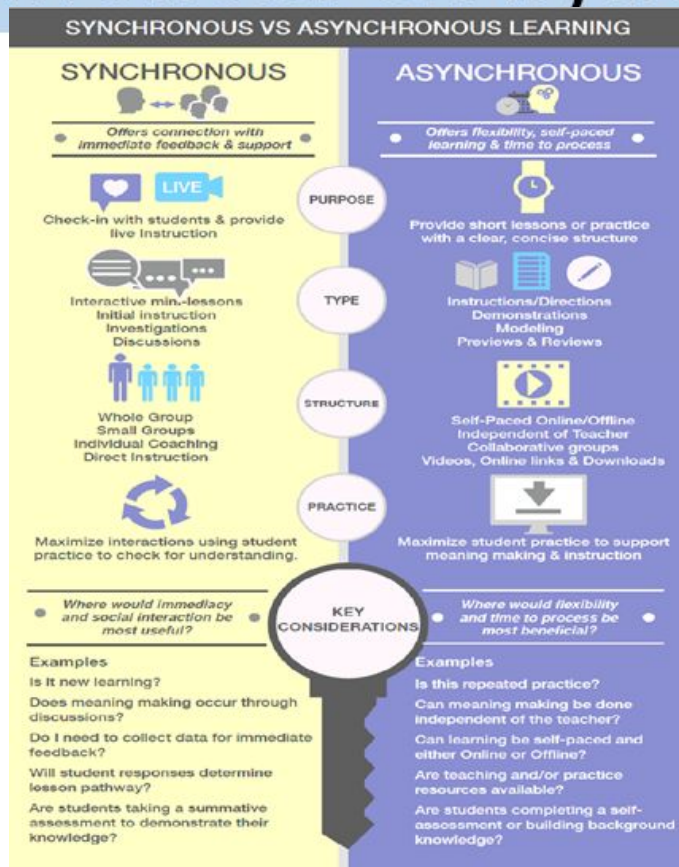 SYNCHRONOUS VS ASYNCHRONOUS LEARNING
SYNCHRONOUS
Offers connection with
immediate feedback & support
LIVE
Check-in with students & provide
live Instruction
Interactive min.-lessons
Initial instruction
Investigations
Discussions
Whole Group
Small Groups
Individual Coaching
Direct Instruction
Maximize interactions using student
practice to check for understanding.
Where would immediacy
and social interaction be
most useful?
Examples
Is it new learning?
Does meaning making occur through
discussions?
Do I need to collect data for immediate
feedback?
Will student responses determine
lesson pathway?
Are students taking a summative
assessment to demonstrate their
knowledge?
PURPOSE
TYPE
STRUCTURE
PRACTICE
KEY
CONSIDERATIONS
ASYNCHRONOUS
Offers flexibility, self-paced
learning & time to process
Provide short lessons or practice
with a clear, concise structure
Instructions/Directions
Demonstrations
Modeling
Previews & Reviews
Self-Paced Online/Offline
Independent of Teacher
Collaborative groups
Videos, Online links & Downloads
Maximize student practice to support
meaning making & instruction
Where would flexibility
and time to process be
most beneficial?
Examples
Is this repeated practice?
Can meaning making be done
independent of the teacher?
Can learning be self-paced and
either Online or Offline?
Are teaching and/or practice
resources available?
Are students completing a self-
assessment or building background
knowledge?